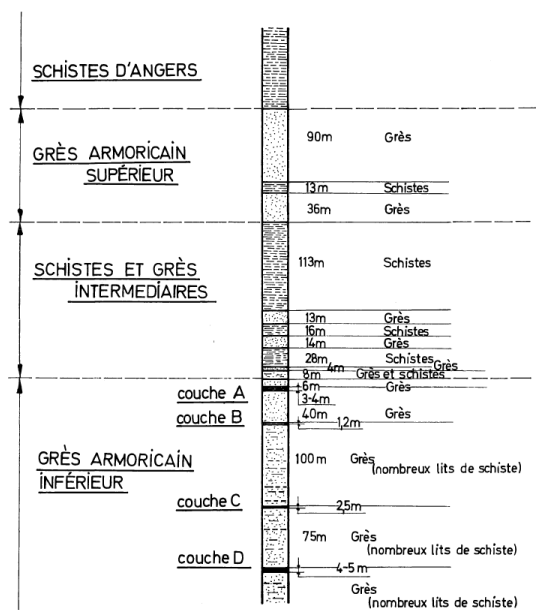 SCHISTES D'ANGERS
90m Grès
GRÈS ARMORICAIN
SUPÉRIEUR
13m Schistes
36m Grès
SCHISTES ET GRÈS
INTERMEDIAIRES
113m Schistes
13m Grès
16m Schistes
14m Grès
28m Schistes
4m Grès
8m Grès et schistes
6m Grès
couche A
3-4m
40m Grès
couche B
1,2m
GRÈS ARMORICAIN
INFÉRIEUR
100m Grès
(nombreux lits de schiste)
couche C
2,5m
75m Grès
(nombreux lits de schiste)
couche D
4-5m
Grès
(nombreux lits de schiste)